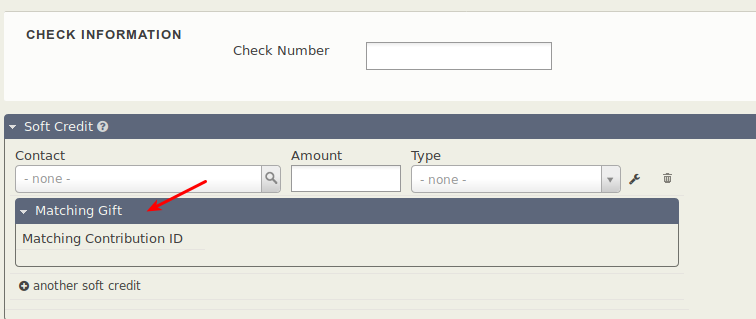 CHECK INFORMATION
Check Number
Soft Credit
Contact Amount Type
- none - - none -
Matching Gift
Matching Contribution ID
another soft credit